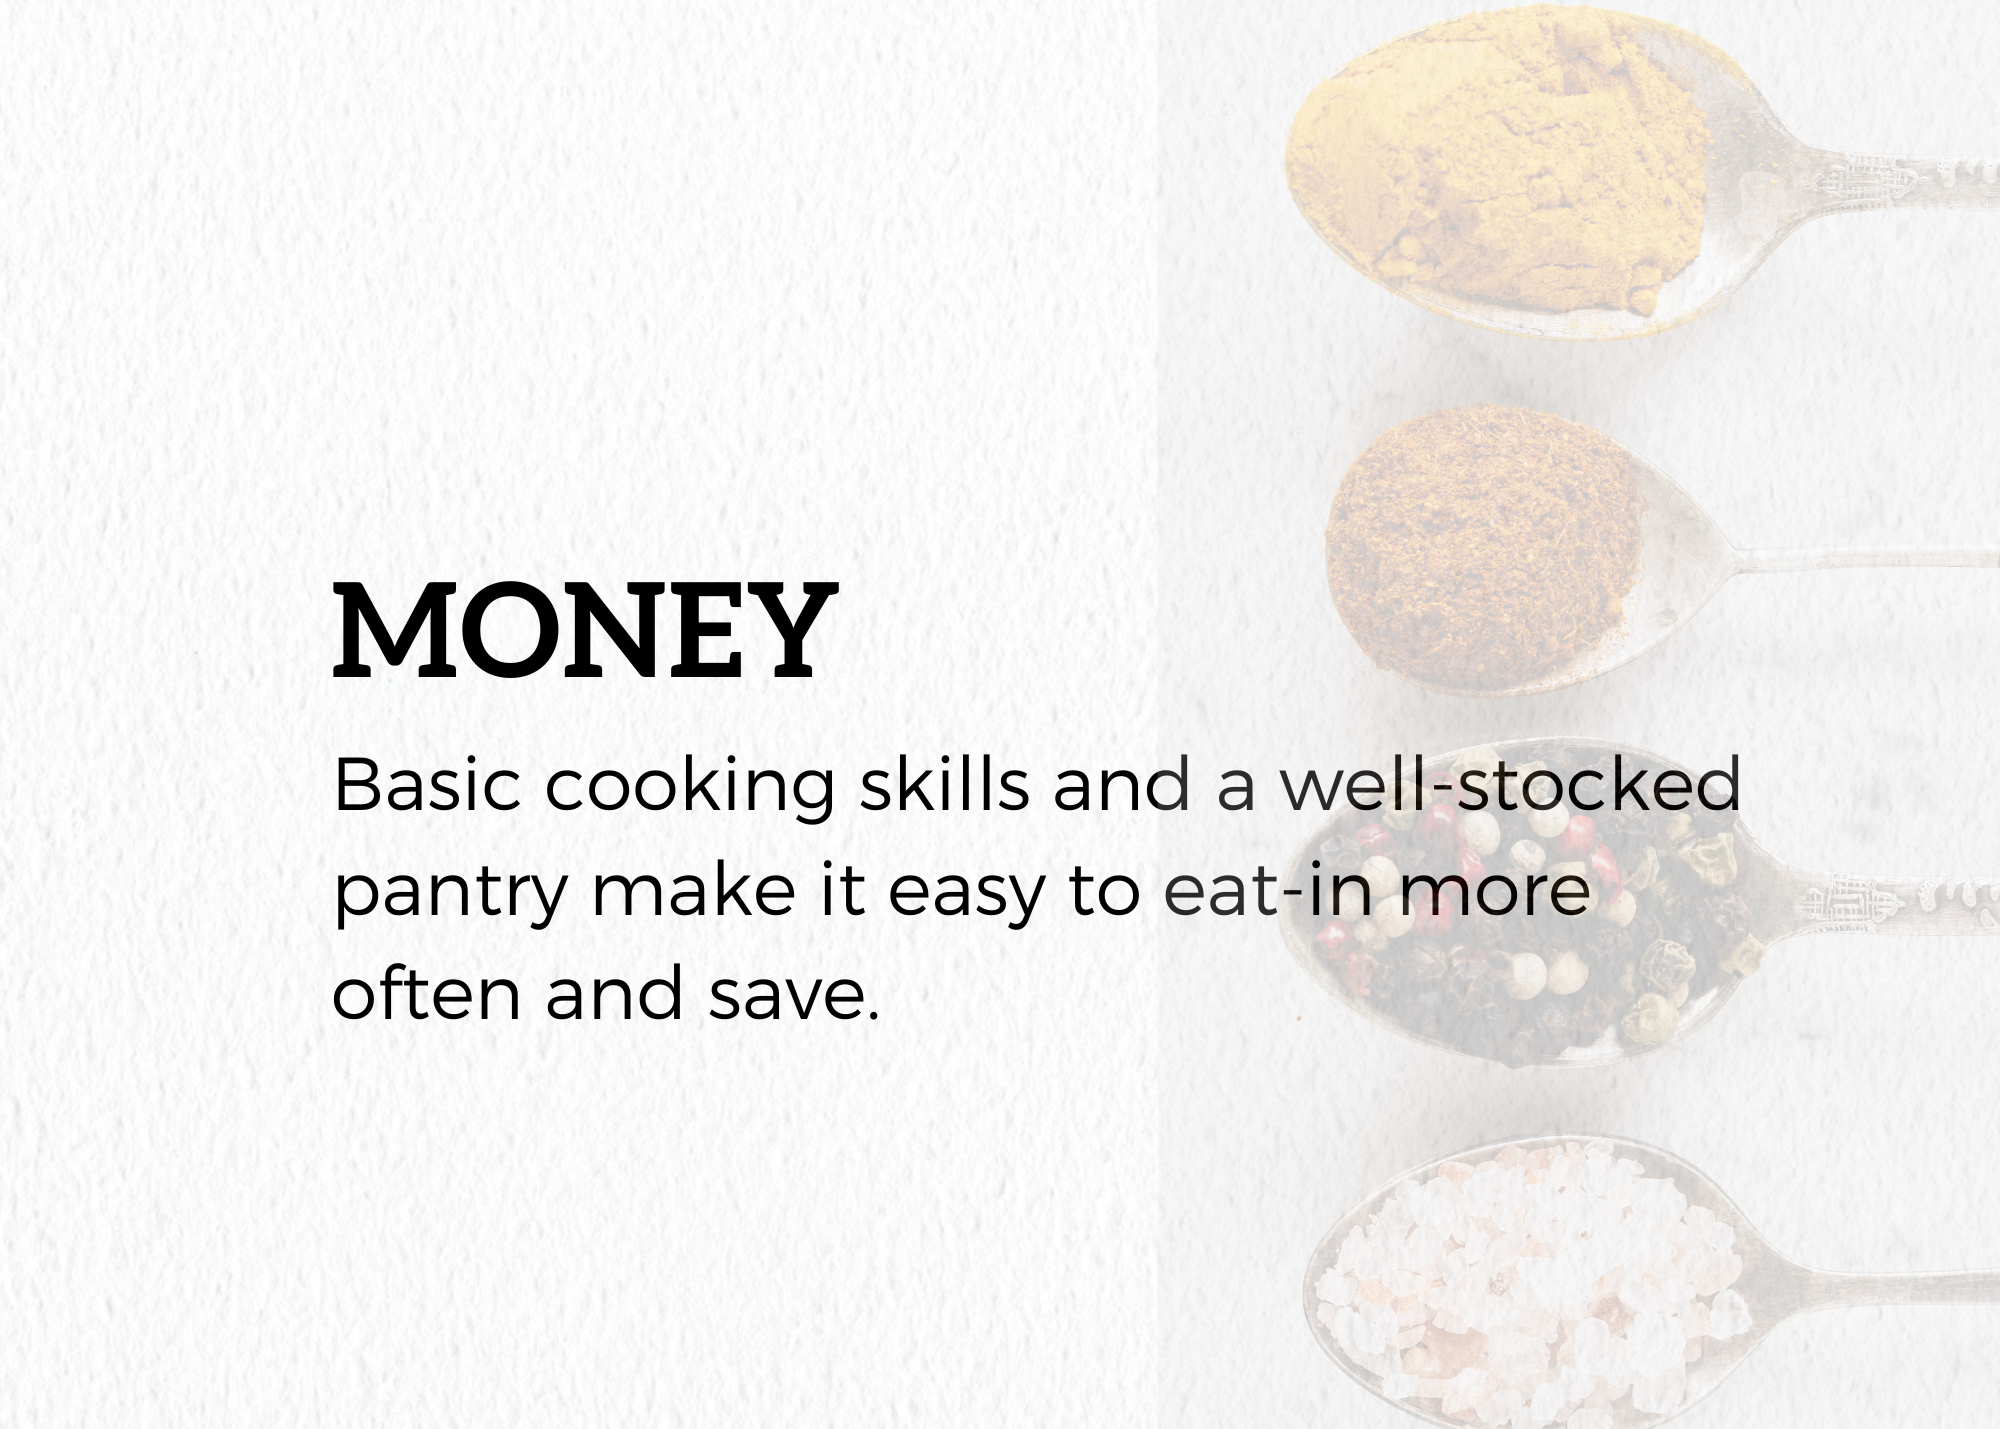 MONEY
Basic cooking skills and a well-stocked
pantry make it easy to eat-in more
often and save.